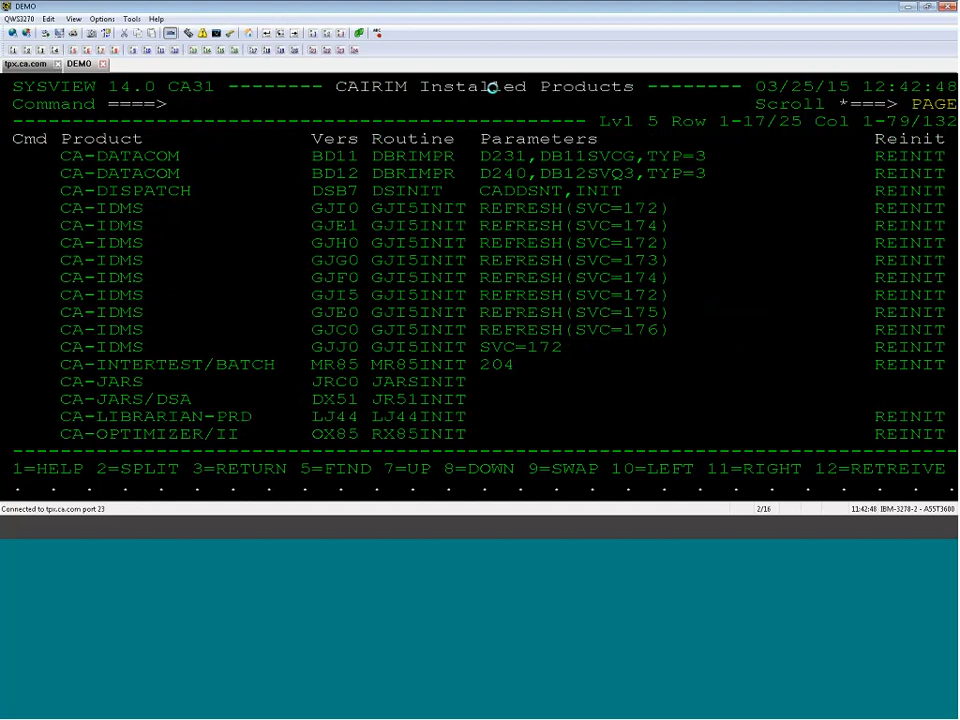 DEMO
QWS3270 Edit View Options Tools Help
tpx.ca.com DEMO
SYSVIEW 14.0 CA31 -------- CAIRIM Installed Products -------- 03/25/15 12:42:48
Command ====> Scroll *===> PAGE
------------------------------------------------ Lvl 5 Row 1-17/25 Col 1-79/132
Cmd Product Vers Routine Parameters Reinit
CA-DATACOM BD11 DBRIMPR D231,DB11SVCG,TYP=3 REINIT
CA-DATACOM BD12 DBRIMPR D240,DB12SVQ3,TYP=3 REINIT
CA-DISPATCH DSB7 DSINIT CADDSNT,INIT REINIT
CA-IDMS GJI0 GJI5INIT REFRESH(SVC=172) REINIT
CA-IDMS GJE1 GJI5INIT REFRESH(SVC=174) REINIT
CA-IDMS GJH0 GJI5INIT REFRESH(SVC=172) REINIT
CA-IDMS GJG0 GJI5INIT REFRESH(SVC=173) REINIT
CA-IDMS GJF0 GJI5INIT REFRESH(SVC=174) REINIT
CA-IDMS GJI5 GJI5INIT REFRESH(SVC=172) REINIT
CA-IDMS GJE0 GJI5INIT REFRESH(SVC=175) REINIT
CA-IDMS GJC0 GJI5INIT REFRESH(SVC=176) REINIT
CA-IDMS GJJ0 GJI5INIT SVC=172 REINIT
CA-INTERTEST/BATCH MR85 MR85INIT 204 REINIT
CA-JARS JRC0 JARSINIT
CA-JARS/DSA DX51 JR51INIT
CA-LIBRARIAN-PRD LJ44 LJ44INIT REINIT
CA-OPTIMIZER/II OX85 RX85INIT REINIT
-------------------------------------------------------------------------------
1=HELP 2=SPLIT 3=RETURN 5=FIND 7=UP 8=DOWN 9=SWAP 10=LEFT 11=RIGHT 12=RETREIVE
Connected to tpx.ca.com port 23 2/16 11:42:48 IBM-3278-2 - A55T3600